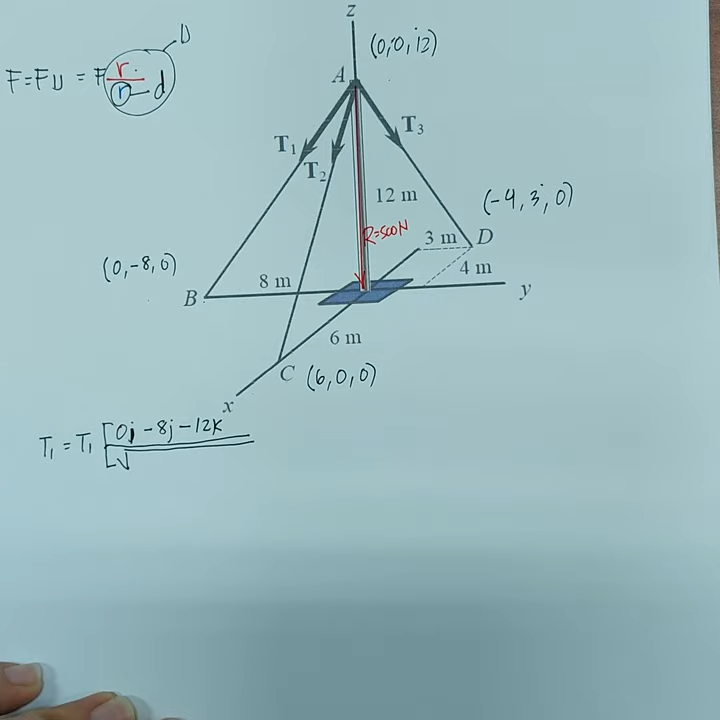 z
(0,0,12)
U
F=FU = F r
r d
A
T₁
T₂
T₃
12 m
(-4,3,0)
R=500N
3 m
D
4 m
(0,-8,0)
8 m
B
y
6 m
C (6,0,0)
x
T₁ = T₁ [0j -8j -12k
[√